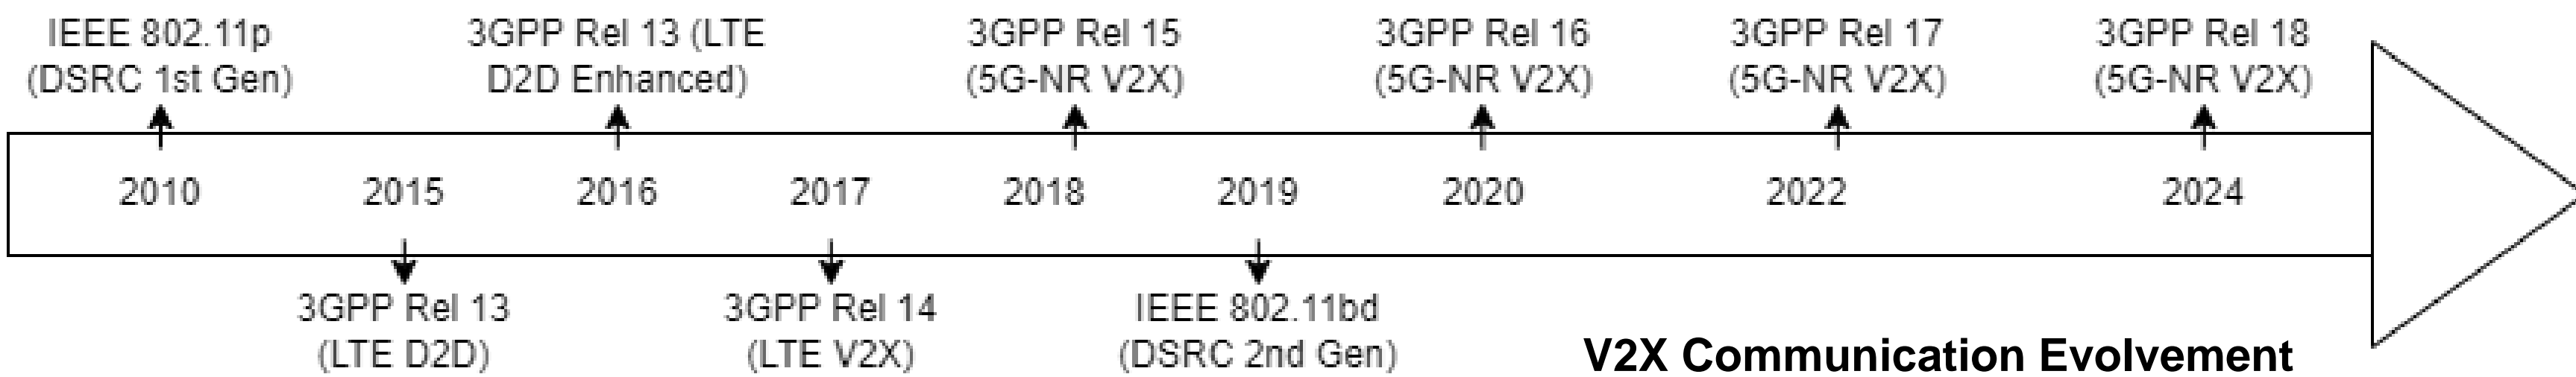 IEEE 802.11p
(DSRC 1st Gen)
3GPP Rel 13 (LTE
D2D Enhanced)
3GPP Rel 15
(5G-NR V2X)
3GPP Rel 16
(5G-NR V2X)
3GPP Rel 17
(5G-NR V2X)
3GPP Rel 18
(5G-NR V2X)
2010
2015
2016
2017
2018
2019
2020
2022
2024
3GPP Rel 13
(LTE D2D)
3GPP Rel 14
(LTE V2X)
IEEE 802.11bd
(DSRC 2nd Gen)
V2X Communication Evolvement